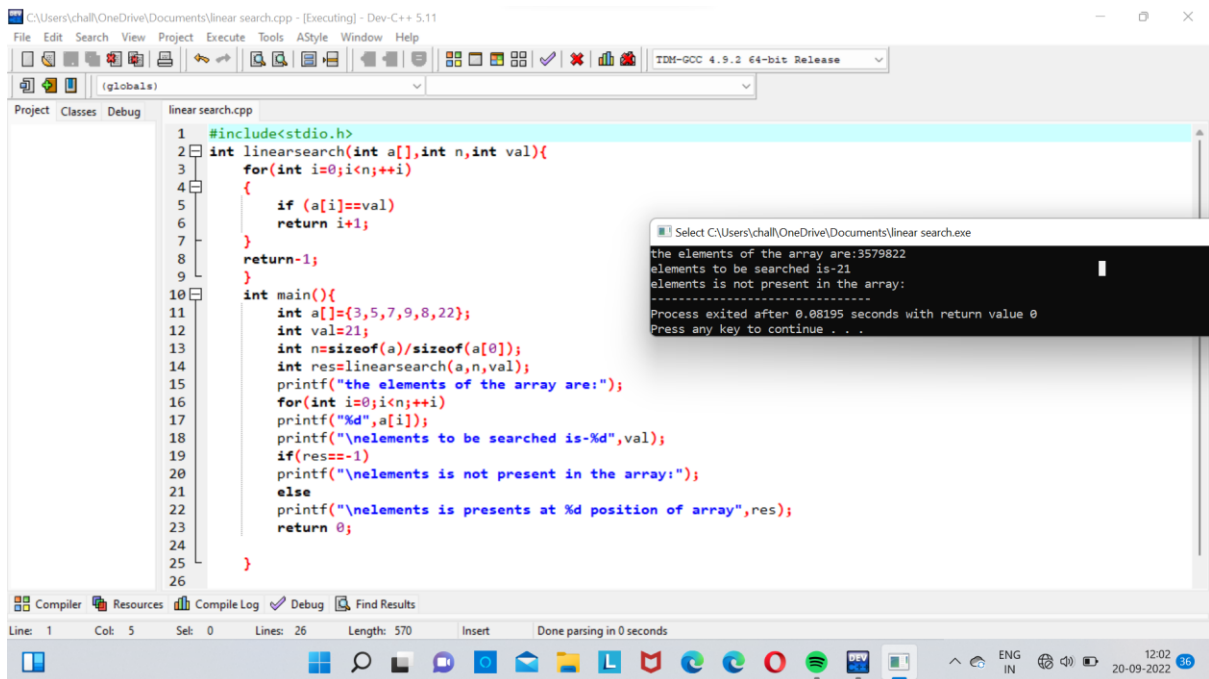 C:\Users\chall\OneDrive\Documents\linear search.cpp - [Executing] - Dev-C++ 5.11
File Edit Search View Project Execute Tools AStyle Window Help
TDM-GCC 4.9.2 64-bit Release
(globals)
Project Classes Debug
linear search.cpp
1 #include<stdio.h>
2 int linearsearch(int a[],int n,int val){
3 for(int i=0;i<n;++i)
4 {
5 if (a[i]==val)
6 return i+1;
7 }
8 return-1;
9 }
10 int main(){
11 int a[]={3,5,7,9,8,22};
12 int val=21;
13 int n=sizeof(a)/sizeof(a[0]);
14 int res=linearsearch(a,n,val);
15 printf("the elements of the array are:");
16 for(int i=0;i<n;++i)
17 printf("%d",a[i]);
18 printf("\nelements to be searched is-%d",val);
19 if(res==-1)
20 printf("\nelements is not present in the array:");
21 else
22 printf("\nelements is presents at %d position of array",res);
23 return 0;
24
25 }
26
Select C:\Users\chall\OneDrive\Documents\linear search.exe
the elements of the array are:3579822
elements to be searched is-21
elements is not present in the array:
--------------------------------
Process exited after 0.08195 seconds with return value 0
Press any key to continue . . .
Compiler Resources Compile Log Debug Find Results
Line: 1 Col: 5 Sel: 0 Lines: 26 Length: 570 Insert Done parsing in 0 seconds
L
DEV
ENG
IN
12:02
20-09-2022
36